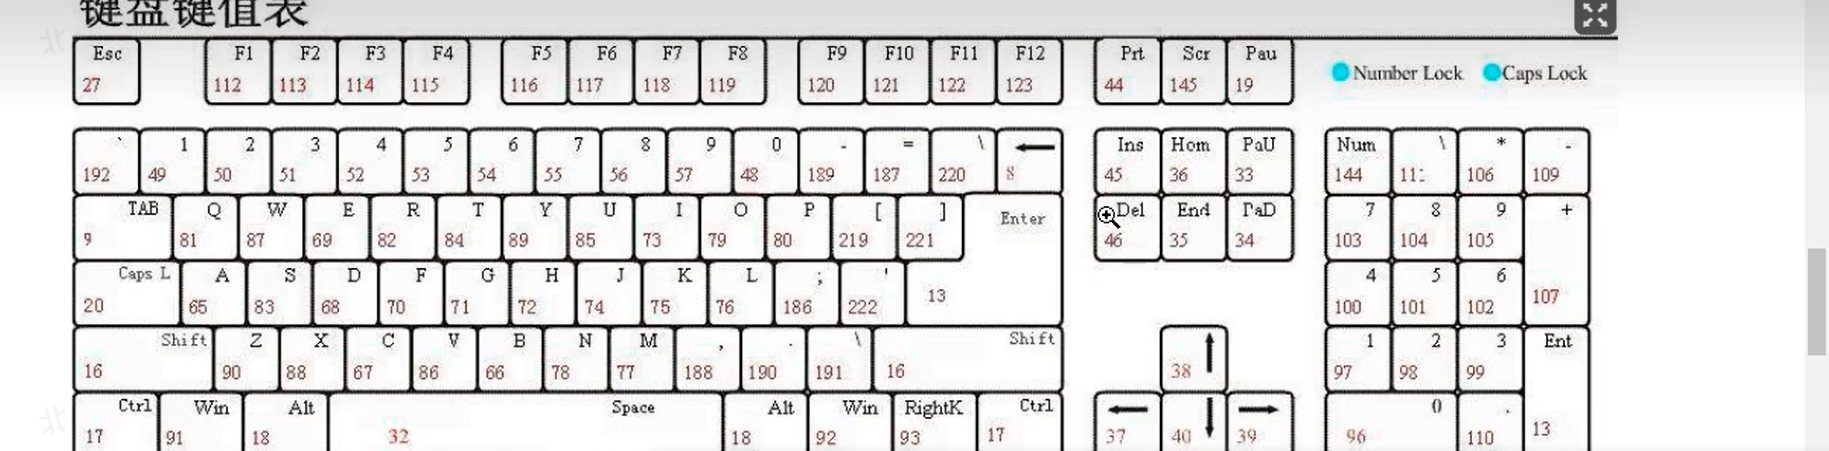 键盘键值表
Esc F1 F2 F3 F4 F5 F6 F7 F8 F9 F10 F11 F12 Prt Scr Pau
27 112 113 114 115 116 117 118 119 120 121 122 123 44 145 19
Number Lock Caps Lock
` 1 2 3 4 5 6 7 8 9 0 - = \ ← Ins Hom PaU Num \ * -
192 49 50 51 52 53 54 55 56 57 48 189 187 220 8 45 36 33 144 106 109
TAB Q W E R T Y U I O P [ ] Enter Del End PaD 7 8 9 +
9 81 87 69 82 84 89 85 73 79 80 219 221 46 35 34 103 104 105
Caps L A S D F G H J K L ; ' 4 5 6
20 65 83 68 70 71 72 74 75 76 186 222 13 100 101 102 107
Shift Z X C V B N M , . \ Shift ↑ 1 2 3 Ent
16 90 88 67 86 66 78 77 188 190 191 16 38 97 98 99
Ctrl Win Alt Space Alt Win RightK Ctrl ← ↓ → 0 .
17 91 18 32 18 92 93 17 37 40 39 96 110 13